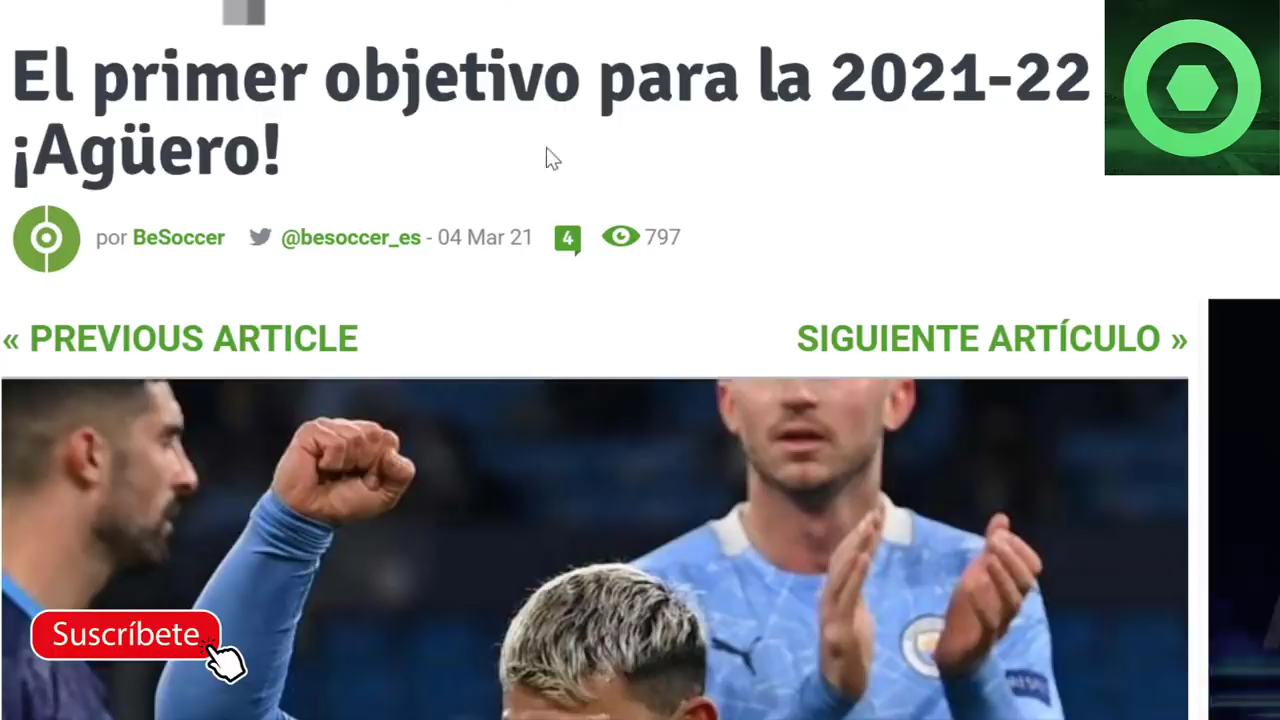 El primer objetivo para la 2021-22
¡Agüero!
por BeSoccer @besoccer_es - 04 Mar 21 4 797
« PREVIOUS ARTICLE SIGUIENTE ARTÍCULO »
Suscríbete